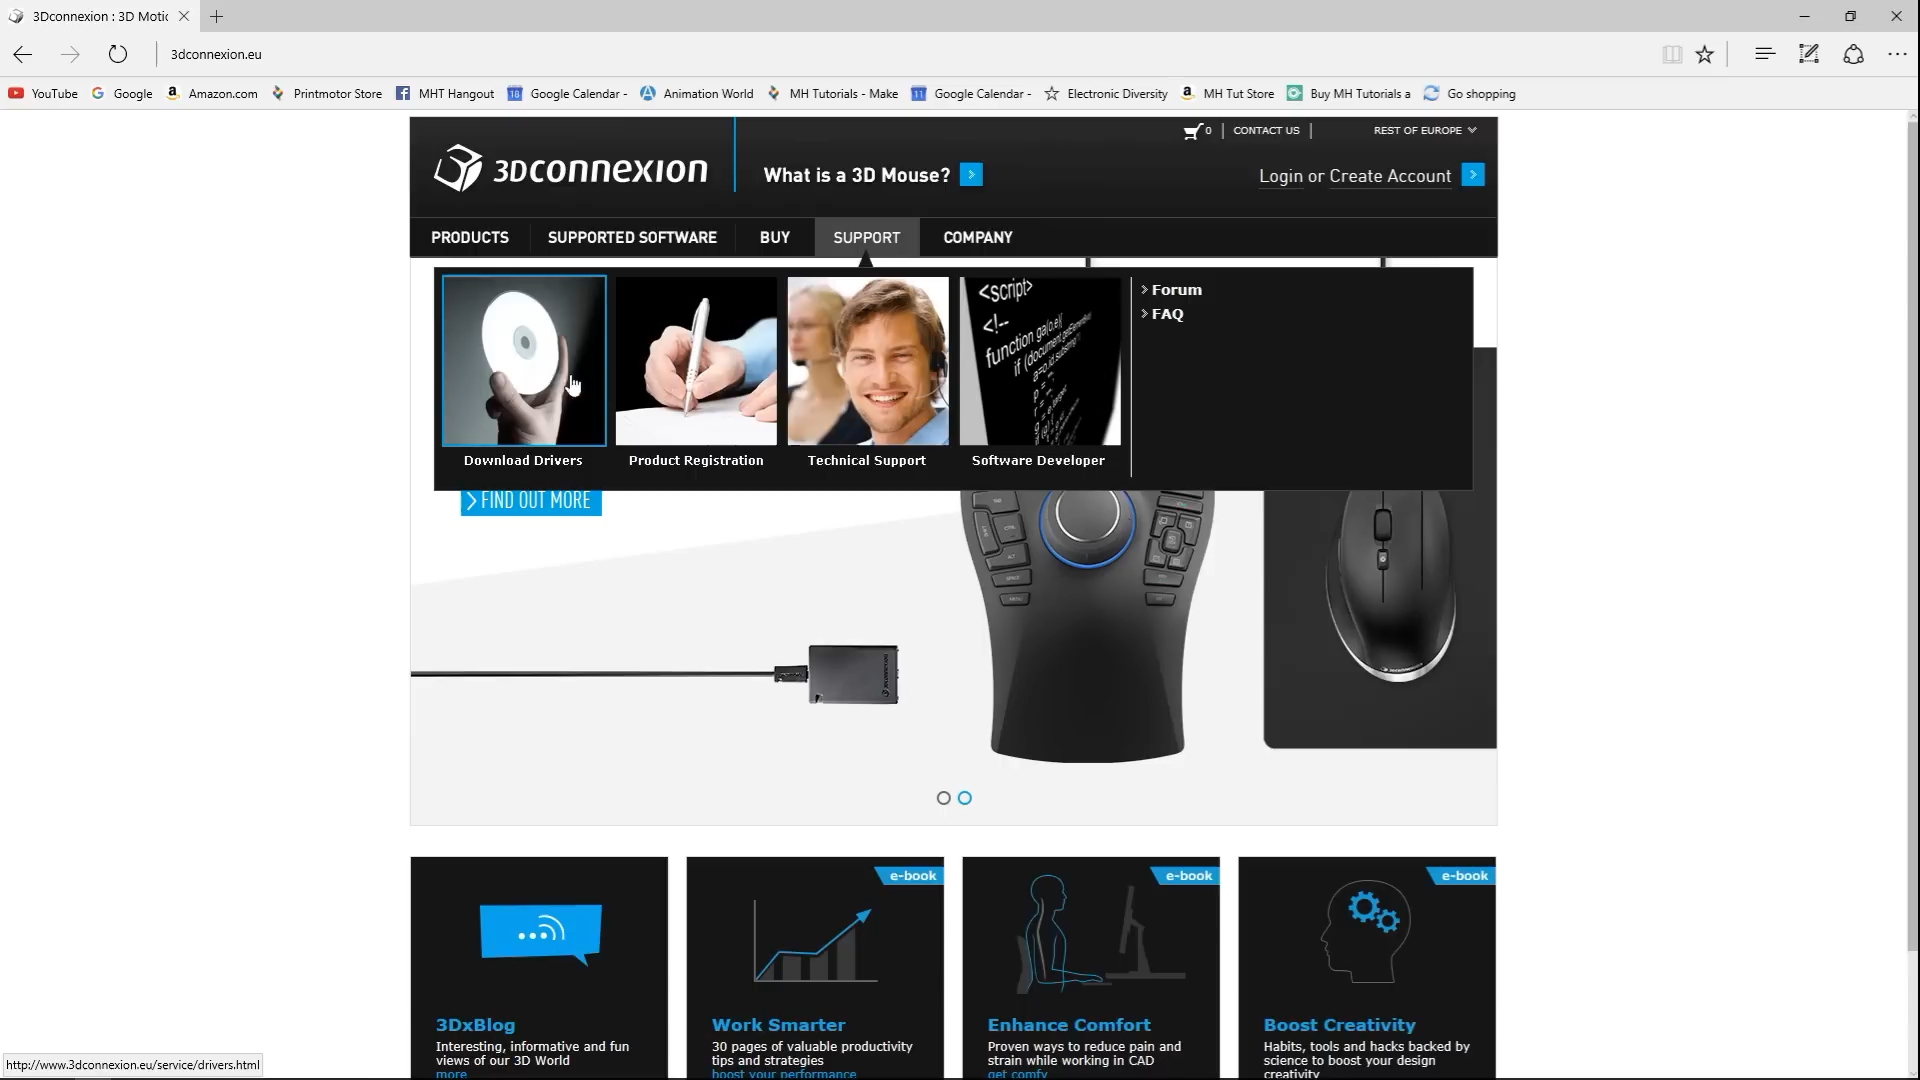 3Dconnexion : 3D Motic
3dconnexion.eu
YouTube Google Amazon.com Printmotor Store MHT Hangout Google Calendar - Animation World MH Tutorials - Make Google Calendar - Electronic Diversity MH Tut Store Buy MH Tutorials a Go shopping
0 CONTACT US REST OF EUROPE
3Dconnexion What is a 3D Mouse? Login or Create Account
PRODUCTS SUPPORTED SOFTWARE BUY SUPPORT COMPANY
Forum
FAQ
<script>
<!--
Download Drivers Product Registration Technical Support Software Developer
FIND OUT MORE
e-book e-book e-book
3DxBlog
Interesting, informative and fun
views of our 3D World
more
Work Smarter
30 pages of valuable productivity
tips and strategies
boost your performance
Enhance Comfort
Proven ways to reduce pain and
strain while working in CAD
get comfy
Boost Creativity
Habits, tools and hacks backed by
science to boost your design
creativity
http://www.3dconnexion.eu/service/drivers.html